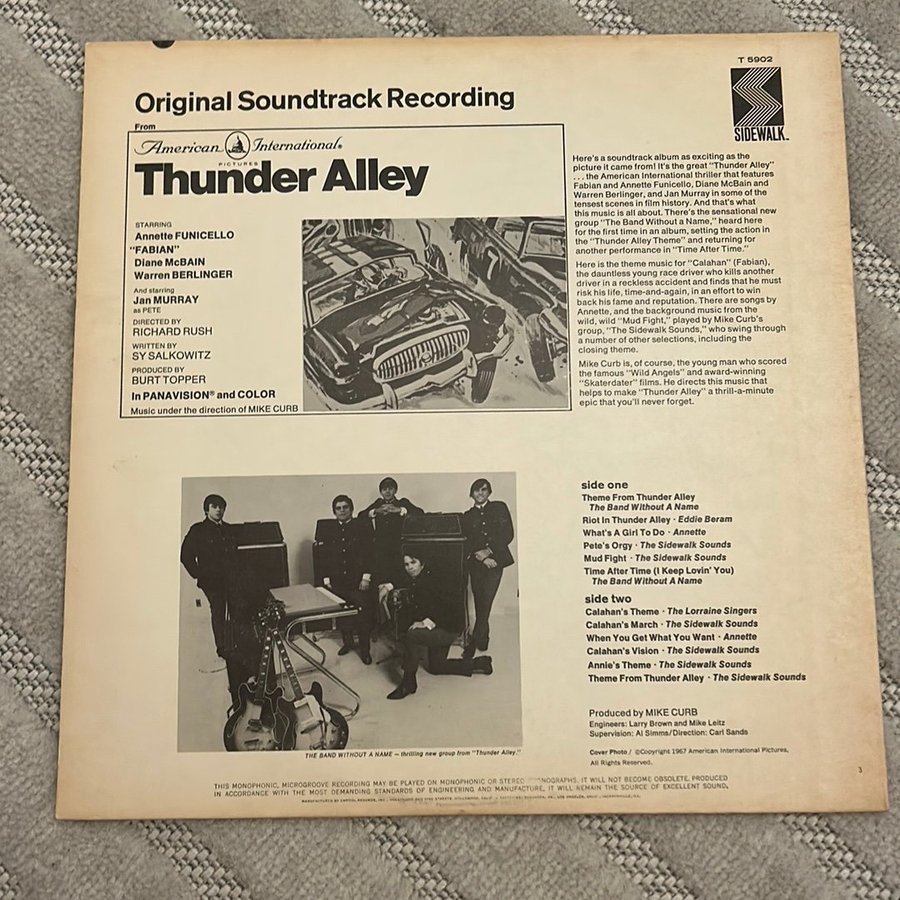 T 5902
SIDEWALK™
Original Soundtrack Recording
From
American International®
PICTURES
Thunder Alley
STARRING
Annette FUNICELLO
"FABIAN"
Diane McBAIN
Warren BERLINGER
And starring
Jan MURRAY
as PETE
DIRECTED BY
RICHARD RUSH
WRITTEN BY
SY SALKOWITZ
PRODUCED BY
BURT TOPPER
In PANAVISION® and COLOR
Music under the direction of MIKE CURB
Here's a soundtrack album as exciting as the
picture it came from! It's the great "Thunder Alley"
. . . the American International thriller that features
Fabian and Annette Funicello, Diane McBain and
Warren Berlinger, and Jan Murray in some of the
tensest scenes in film history. And that's what
this music is all about. There's the sensational new
group "The Band Without a Name," heard here
for the first time in an album, setting the action in
the "Thunder Alley Theme" and returning for
another performance in "Time After Time."
Here is the theme music for "Calahan" (Fabian),
the dauntless young race driver who kills another
driver in a reckless accident and finds that he must
risk his life, time-and-again, in an effort to win
back his fame and reputation. There are songs by
Annette, and the background music from the
wild, wild "Mud Fight," played by Mike Curb's
group, "The Sidewalk Sounds," who swing through
a number of other selections, including the
closing theme.
Mike Curb is, of course, the young man who scored
the famous "Wild Angels" and award-winning
"Skaterdater" films. He directs this music that
helps to make "Thunder Alley" a thrill-a-minute
epic that you'll never forget.
THE BAND WITHOUT A NAME — thrilling new group from "Thunder Alley."
side one
Theme From Thunder Alley
The Band Without A Name
Riot In Thunder Alley · Eddie Beram
What's A Girl To Do · Annette
Pete's Orgy · The Sidewalk Sounds
Mud Fight · The Sidewalk Sounds
Time After Time (I Keep Lovin' You)
The Band Without A Name
side two
Calahan's Theme · The Lorraine Singers
Calahan's March · The Sidewalk Sounds
When You Get What You Want · Annette
Calahan's Vision · The Sidewalk Sounds
Annie's Theme · The Sidewalk Sounds
Theme From Thunder Alley · The Sidewalk Sounds
Produced by MIKE CURB
Engineers: Larry Brown and Mike Leitz
Supervision: Al Simms/Direction: Carl Sands
Cover Photo / ©Copyright 1967 American International Pictures,
All Rights Reserved.
3
THIS MONOPHONIC, MICROGROOVE RECORDING MAY BE PLAYED ON MONOPHONIC OR STEREO PHONOGRAPHS. IT WILL NOT BECOME OBSOLETE. PRODUCED
IN ACCORDANCE WITH THE MOST DEMANDING STANDARDS OF ENGINEERING AND MANUFACTURE, IT WILL REMAIN THE SOURCE OF EXCELLENT SOUND.
MANUFACTURED BY CAPITOL RECORDS, INC.